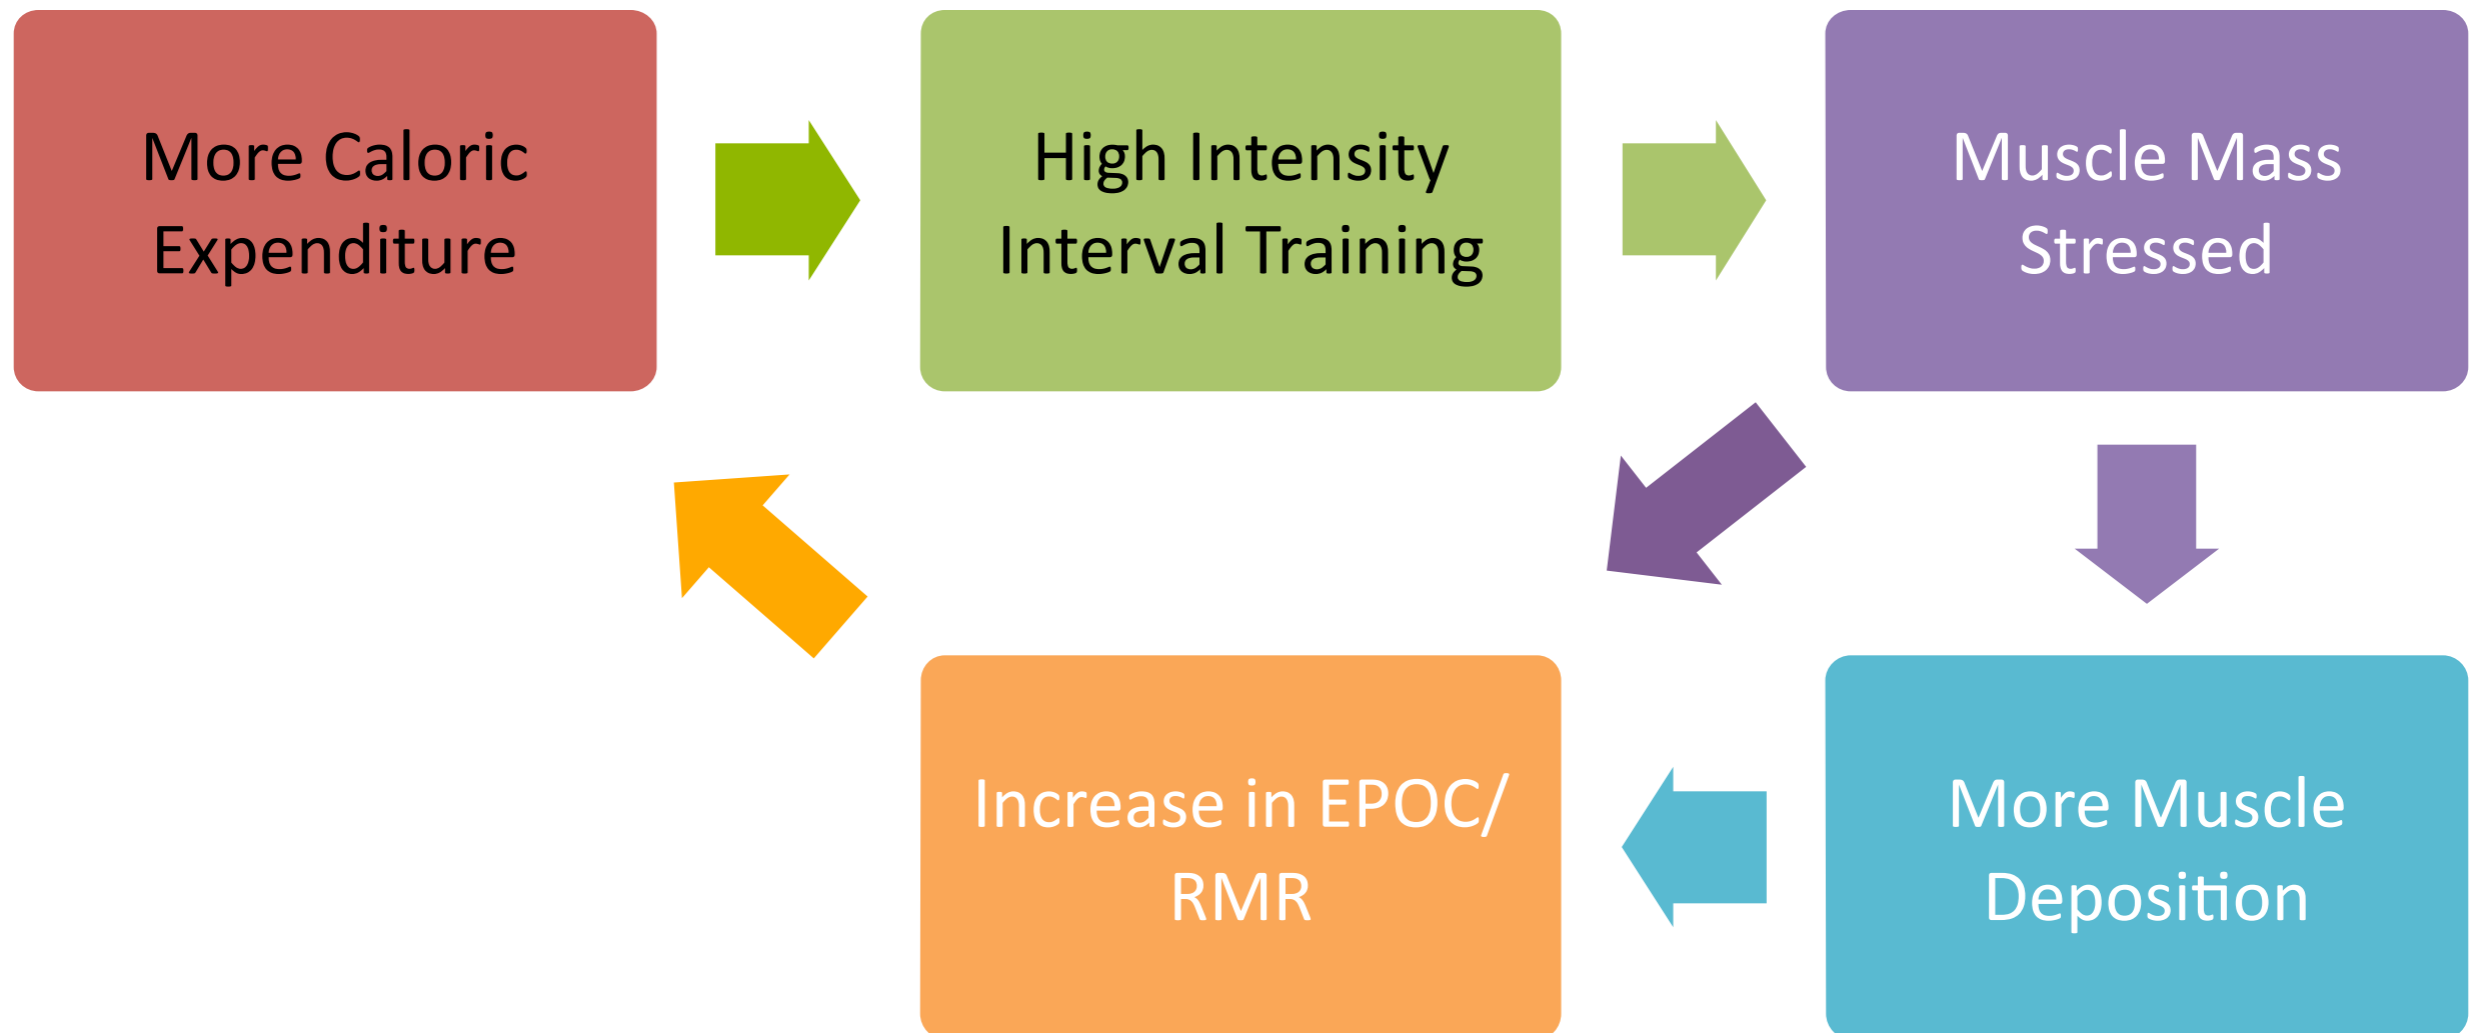 More Caloric
Expenditure
High Intensity
Interval Training
Muscle Mass
Stressed
Increase in EPOC/
RMR
More Muscle
Deposition